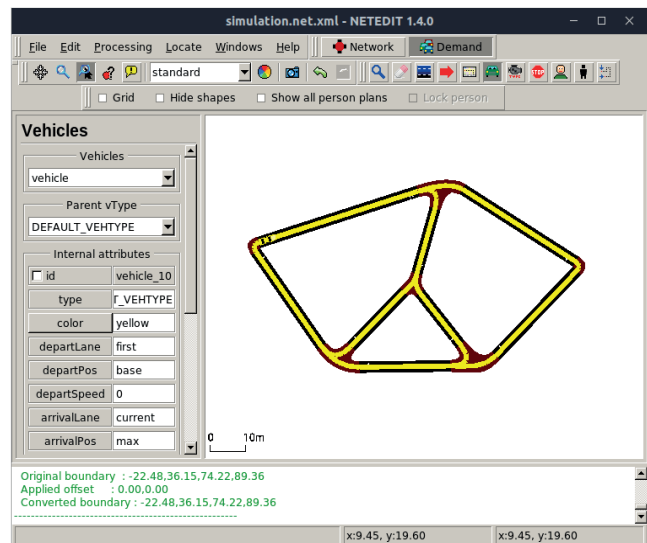 simulation.net.xml - NETEDIT 1.4.0
File Edit Processing Locate Windows Help Network Demand
standard
Grid Hide shapes Show all person plans Lock person
Vehicles
Vehicles
vehicle
Parent vType
DEFAULT_VEHTYPE
Internal attributes
id vehicle_10
type T_VEHTYPE
color yellow
departLane first
departPos base
departSpeed 0
arrivalLane current
arrivalPos max
0 10m
Original boundary : -22.48,36.15,74.22,89.36
Applied offset : 0.00,0.00
Converted boundary : -22.48,36.15,74.22,89.36
----------------------------------------------------
x:9.45, y:19.60 x:9.45, y:19.60